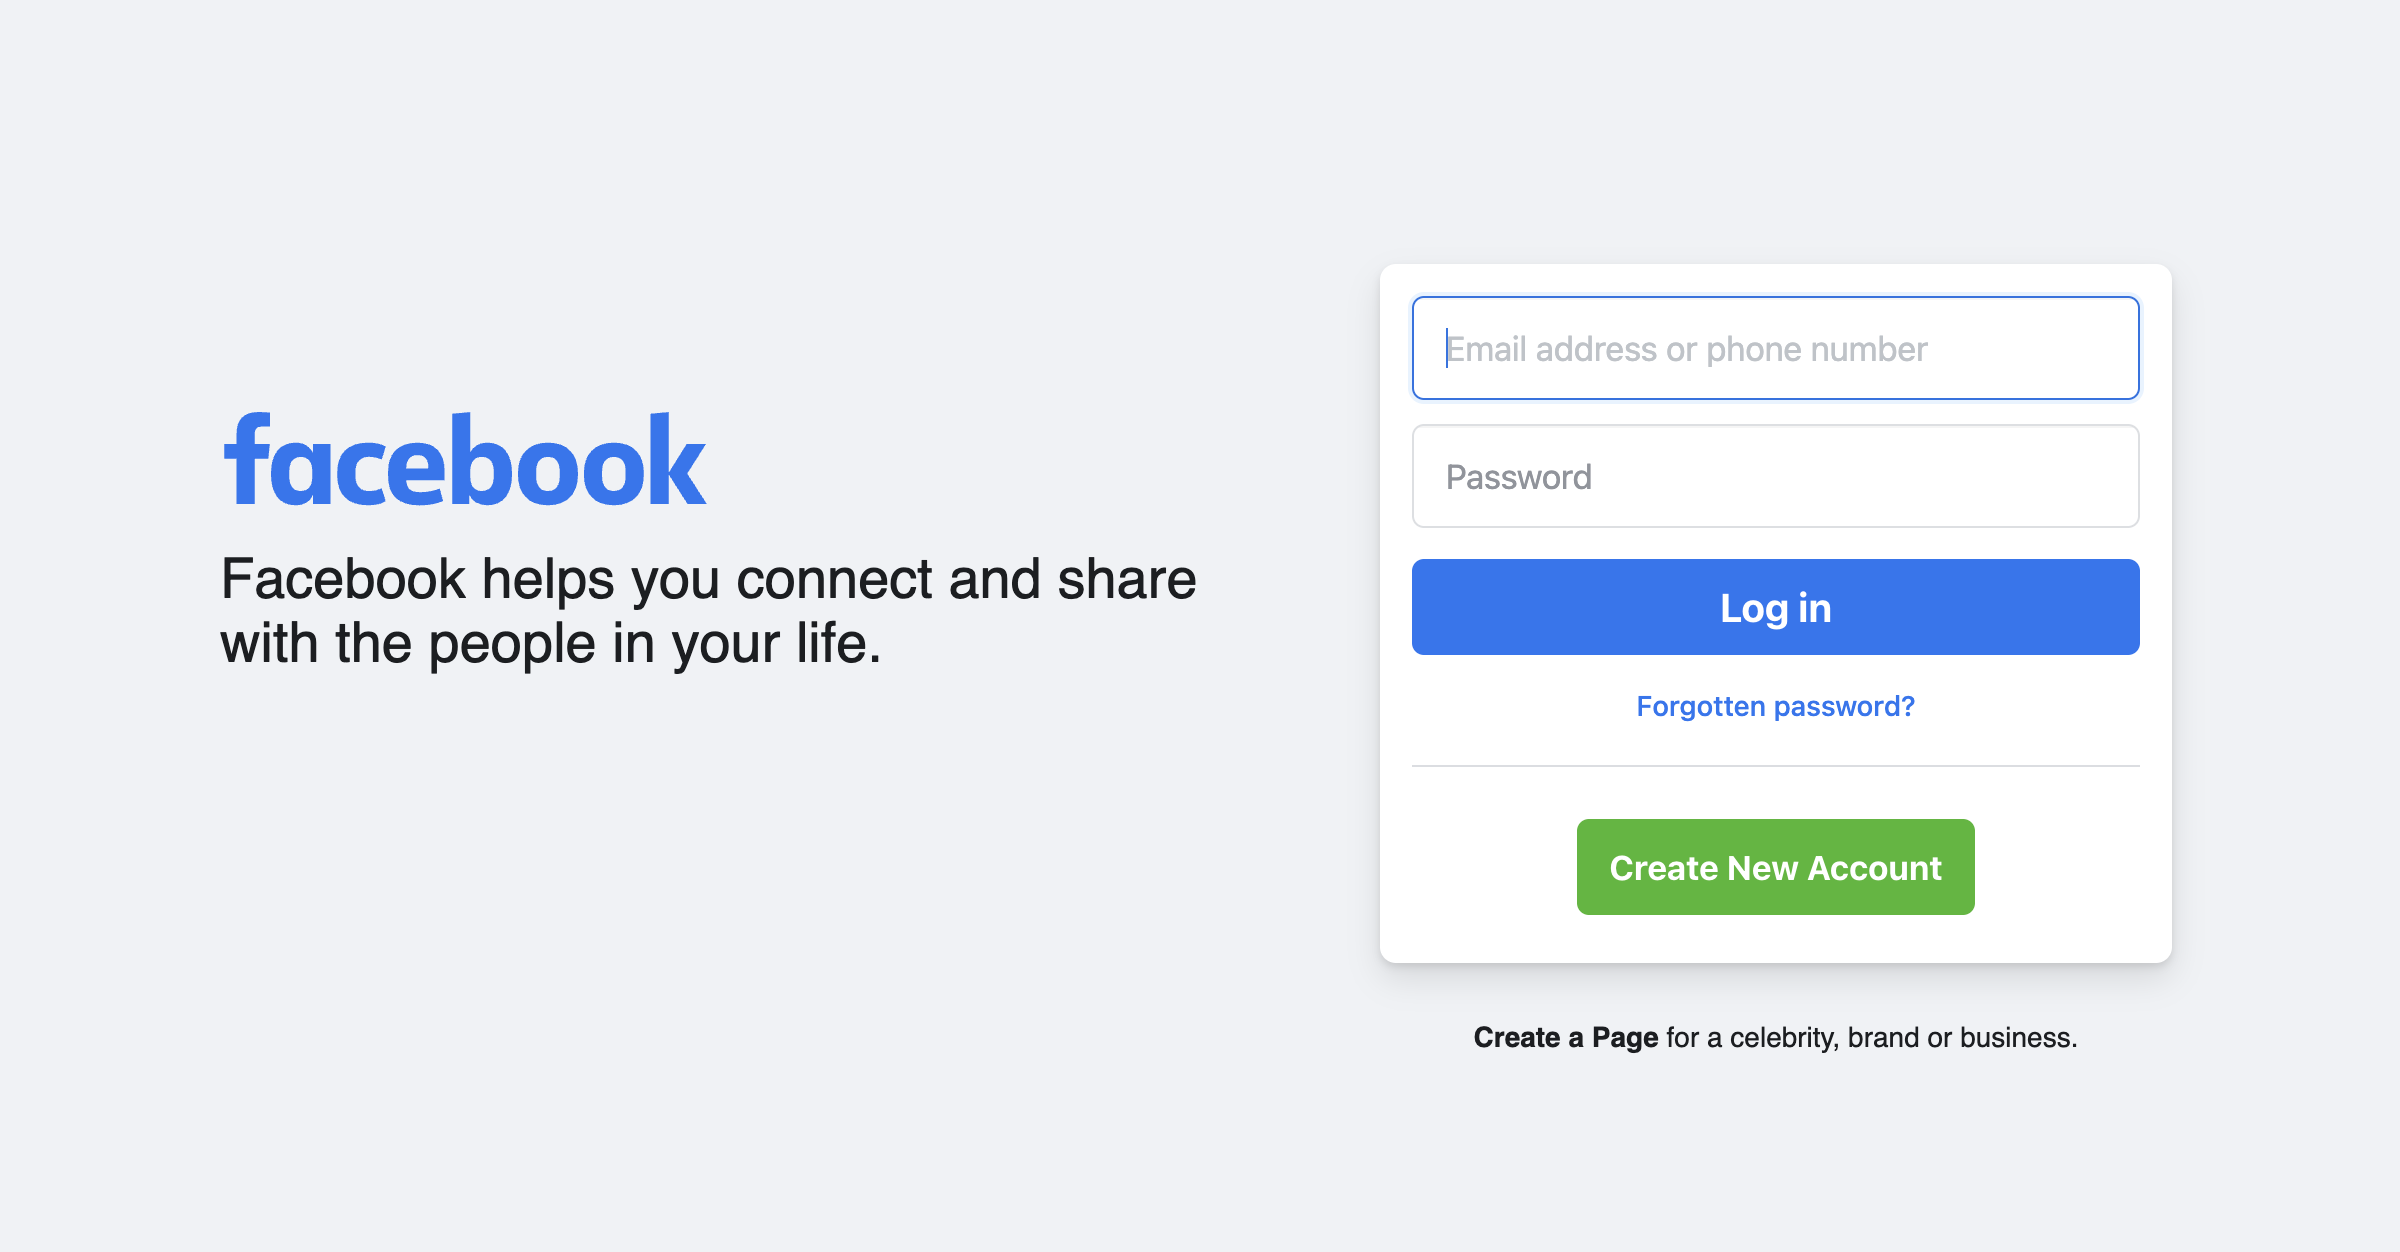 facebook
Facebook helps you connect and share
with the people in your life.
Email address or phone number
Password
Log in
Forgotten password?
Create New Account
Create a Page for a celebrity, brand or business.